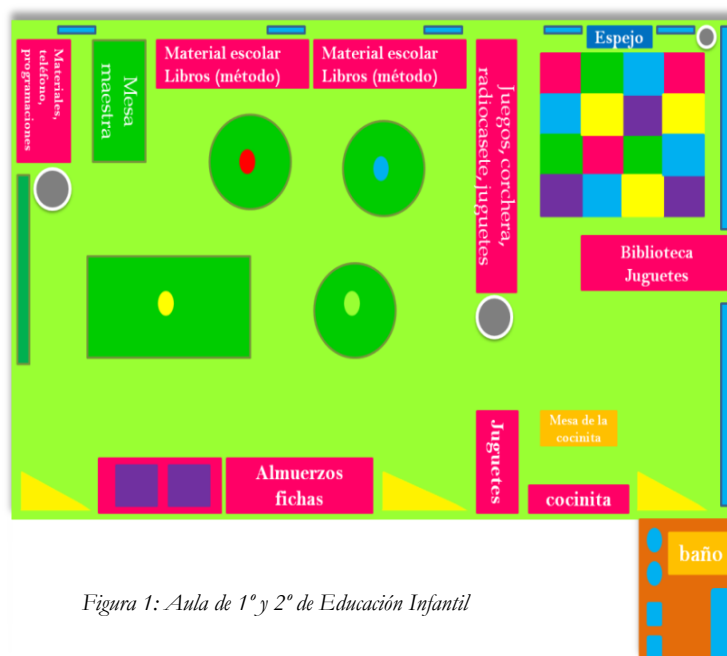 Espejo
Materiales,
teléfono,
programaciones
Mesa
maestra
Material escolar
Libros (método)
Material escolar
Libros (método)
Juegos, corchera,
radiocasete, juguetes
Biblioteca
Juguetes
Mesa de la
cocinita
Juguetes
Almuerzos
fichas
cocinita
baño
Figura 1: Aula de 1º y 2º de Educación Infantil